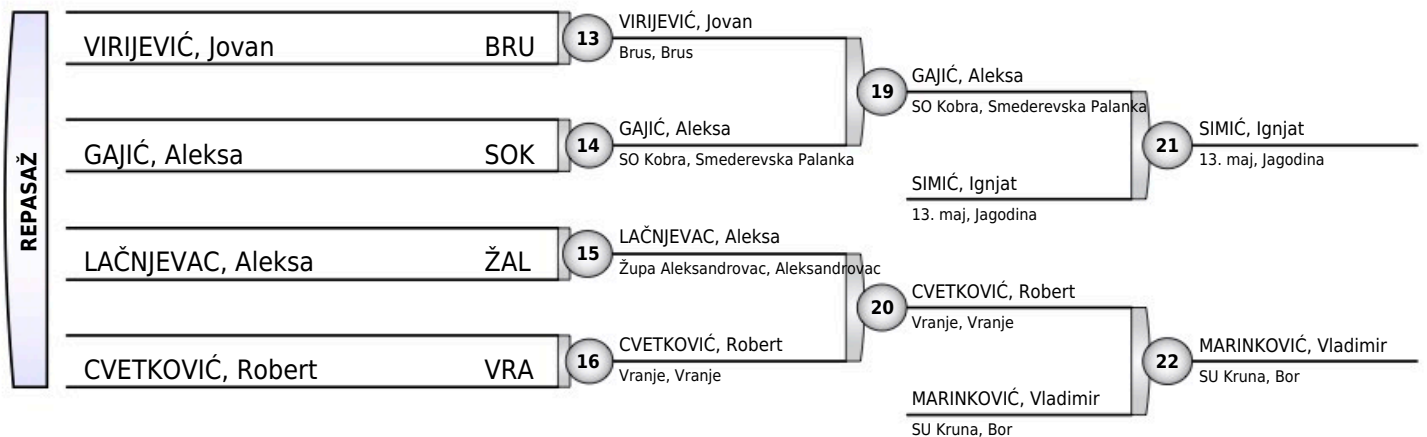 REPASAŽ
VIRIJEVIĆ, Jovan BRU
GAJIĆ, Aleksa SOK
LAČNJEVAC, Aleksa ŽAL
CVETKOVIĆ, Robert VRA
13
VIRIJEVIĆ, Jovan
Brus, Brus
14
GAJIĆ, Aleksa
SO Kobra, Smederevska Palanka
15
LAČNJEVAC, Aleksa
Župa Aleksandrovac, Aleksandrovac
16
CVETKOVIĆ, Robert
Vranje, Vranje
19
GAJIĆ, Aleksa
SO Kobra, Smederevska Palanka
SIMIĆ, Ignjat
13. maj, Jagodina
20
CVETKOVIĆ, Robert
Vranje, Vranje
MARINKOVIĆ, Vladimir
SU Kruna, Bor
21
SIMIĆ, Ignjat
13. maj, Jagodina
22
MARINKOVIĆ, Vladimir
SU Kruna, Bor